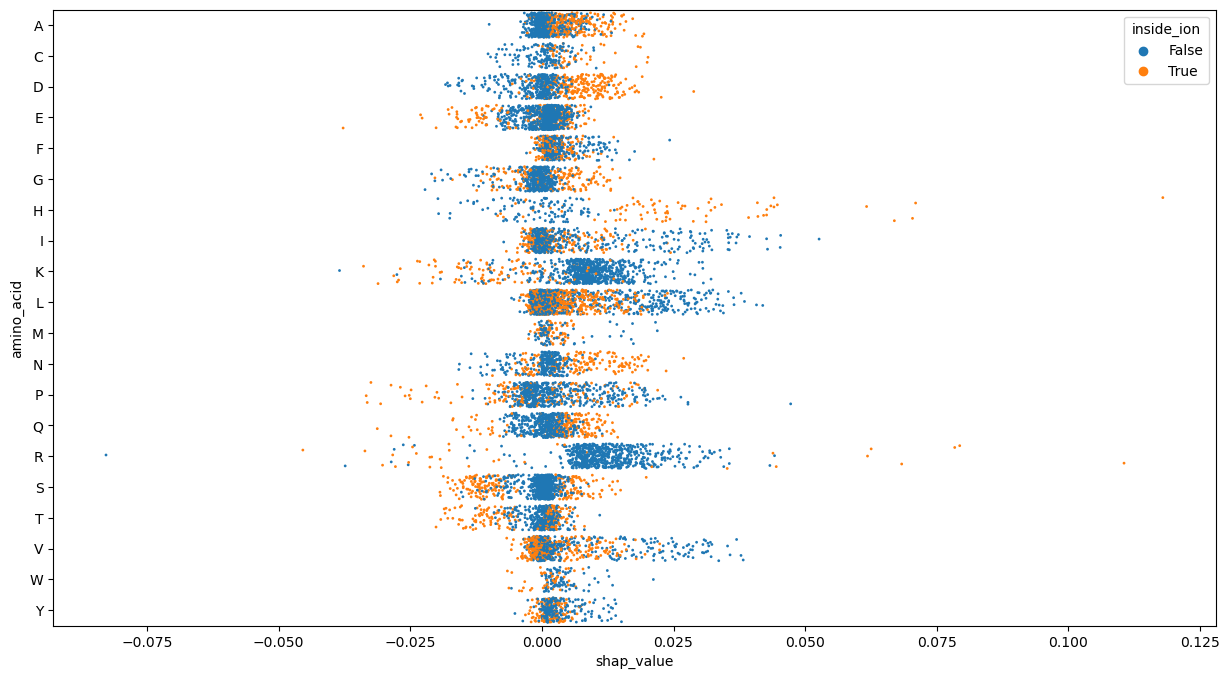 inside_ion
False
True
amino_acid
A
C
D
E
F
G
H
I
K
L
M
N
P
Q
R
S
T
V
W
Y
−0.075 −0.050 −0.025 0.000 0.025 0.050 0.075 0.100 0.125
shap_value